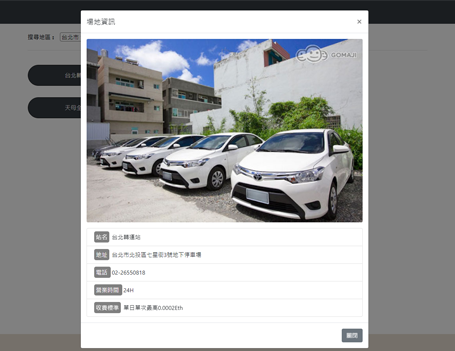 場地資訊
×
搜尋地區：
台北市
GOMAJI
站名 台北轉運站
地址 台北市北投區七星街3號地下停車場
電話 02-26550818
營業時間 24H
收費標準 單日單次最高0.0002Eth
關閉